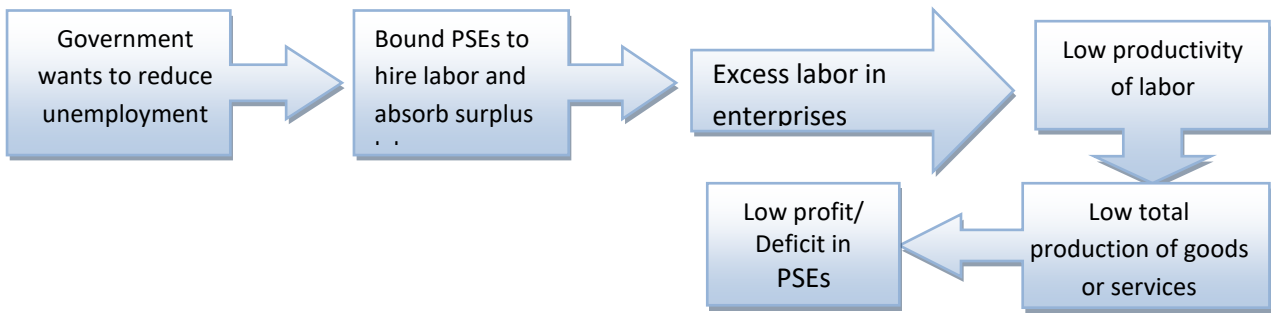 Government
wants to reduce
unemployment
Bound PSEs to
hire labor and
absorb surplus
Excess labor in
enterprises
Low productivity
of labor
Low total
production of goods
or services
Low profit/
Deficit in
PSEs